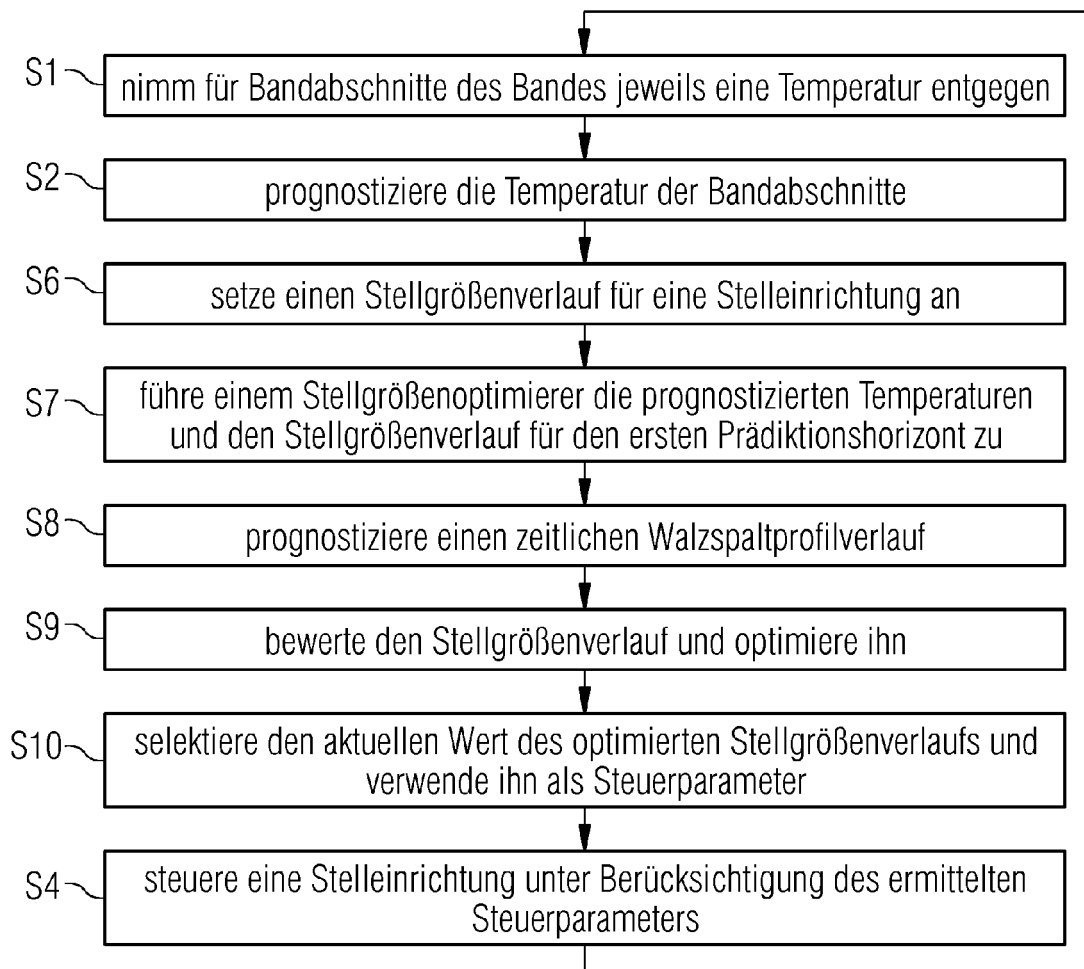 S1
nimm für Bandabschnitte des Bandes jeweils eine Temperatur entgegen
S2
prognostiziere die Temperatur der Bandabschnitte
S6
setze einen Stellgrößenverlauf für eine Stelleinrichtung an
S7
führe einem Stellgrößenoptimierer die prognostizierten Temperaturen
und den Stellgrößenverlauf für den ersten Prädiktionshorizont zu
S8
prognostiziere einen zeitlichen Walzspaltprofilverlauf
S9
bewerte den Stellgrößenverlauf und optimiere ihn
S10
selektiere den aktuellen Wert des optimierten Stellgrößenverlaufs und
verwende ihn als Steuerparameter
S4
steuere eine Stelleinrichtung unter Berücksichtigung des ermittelten
Steuerparameters